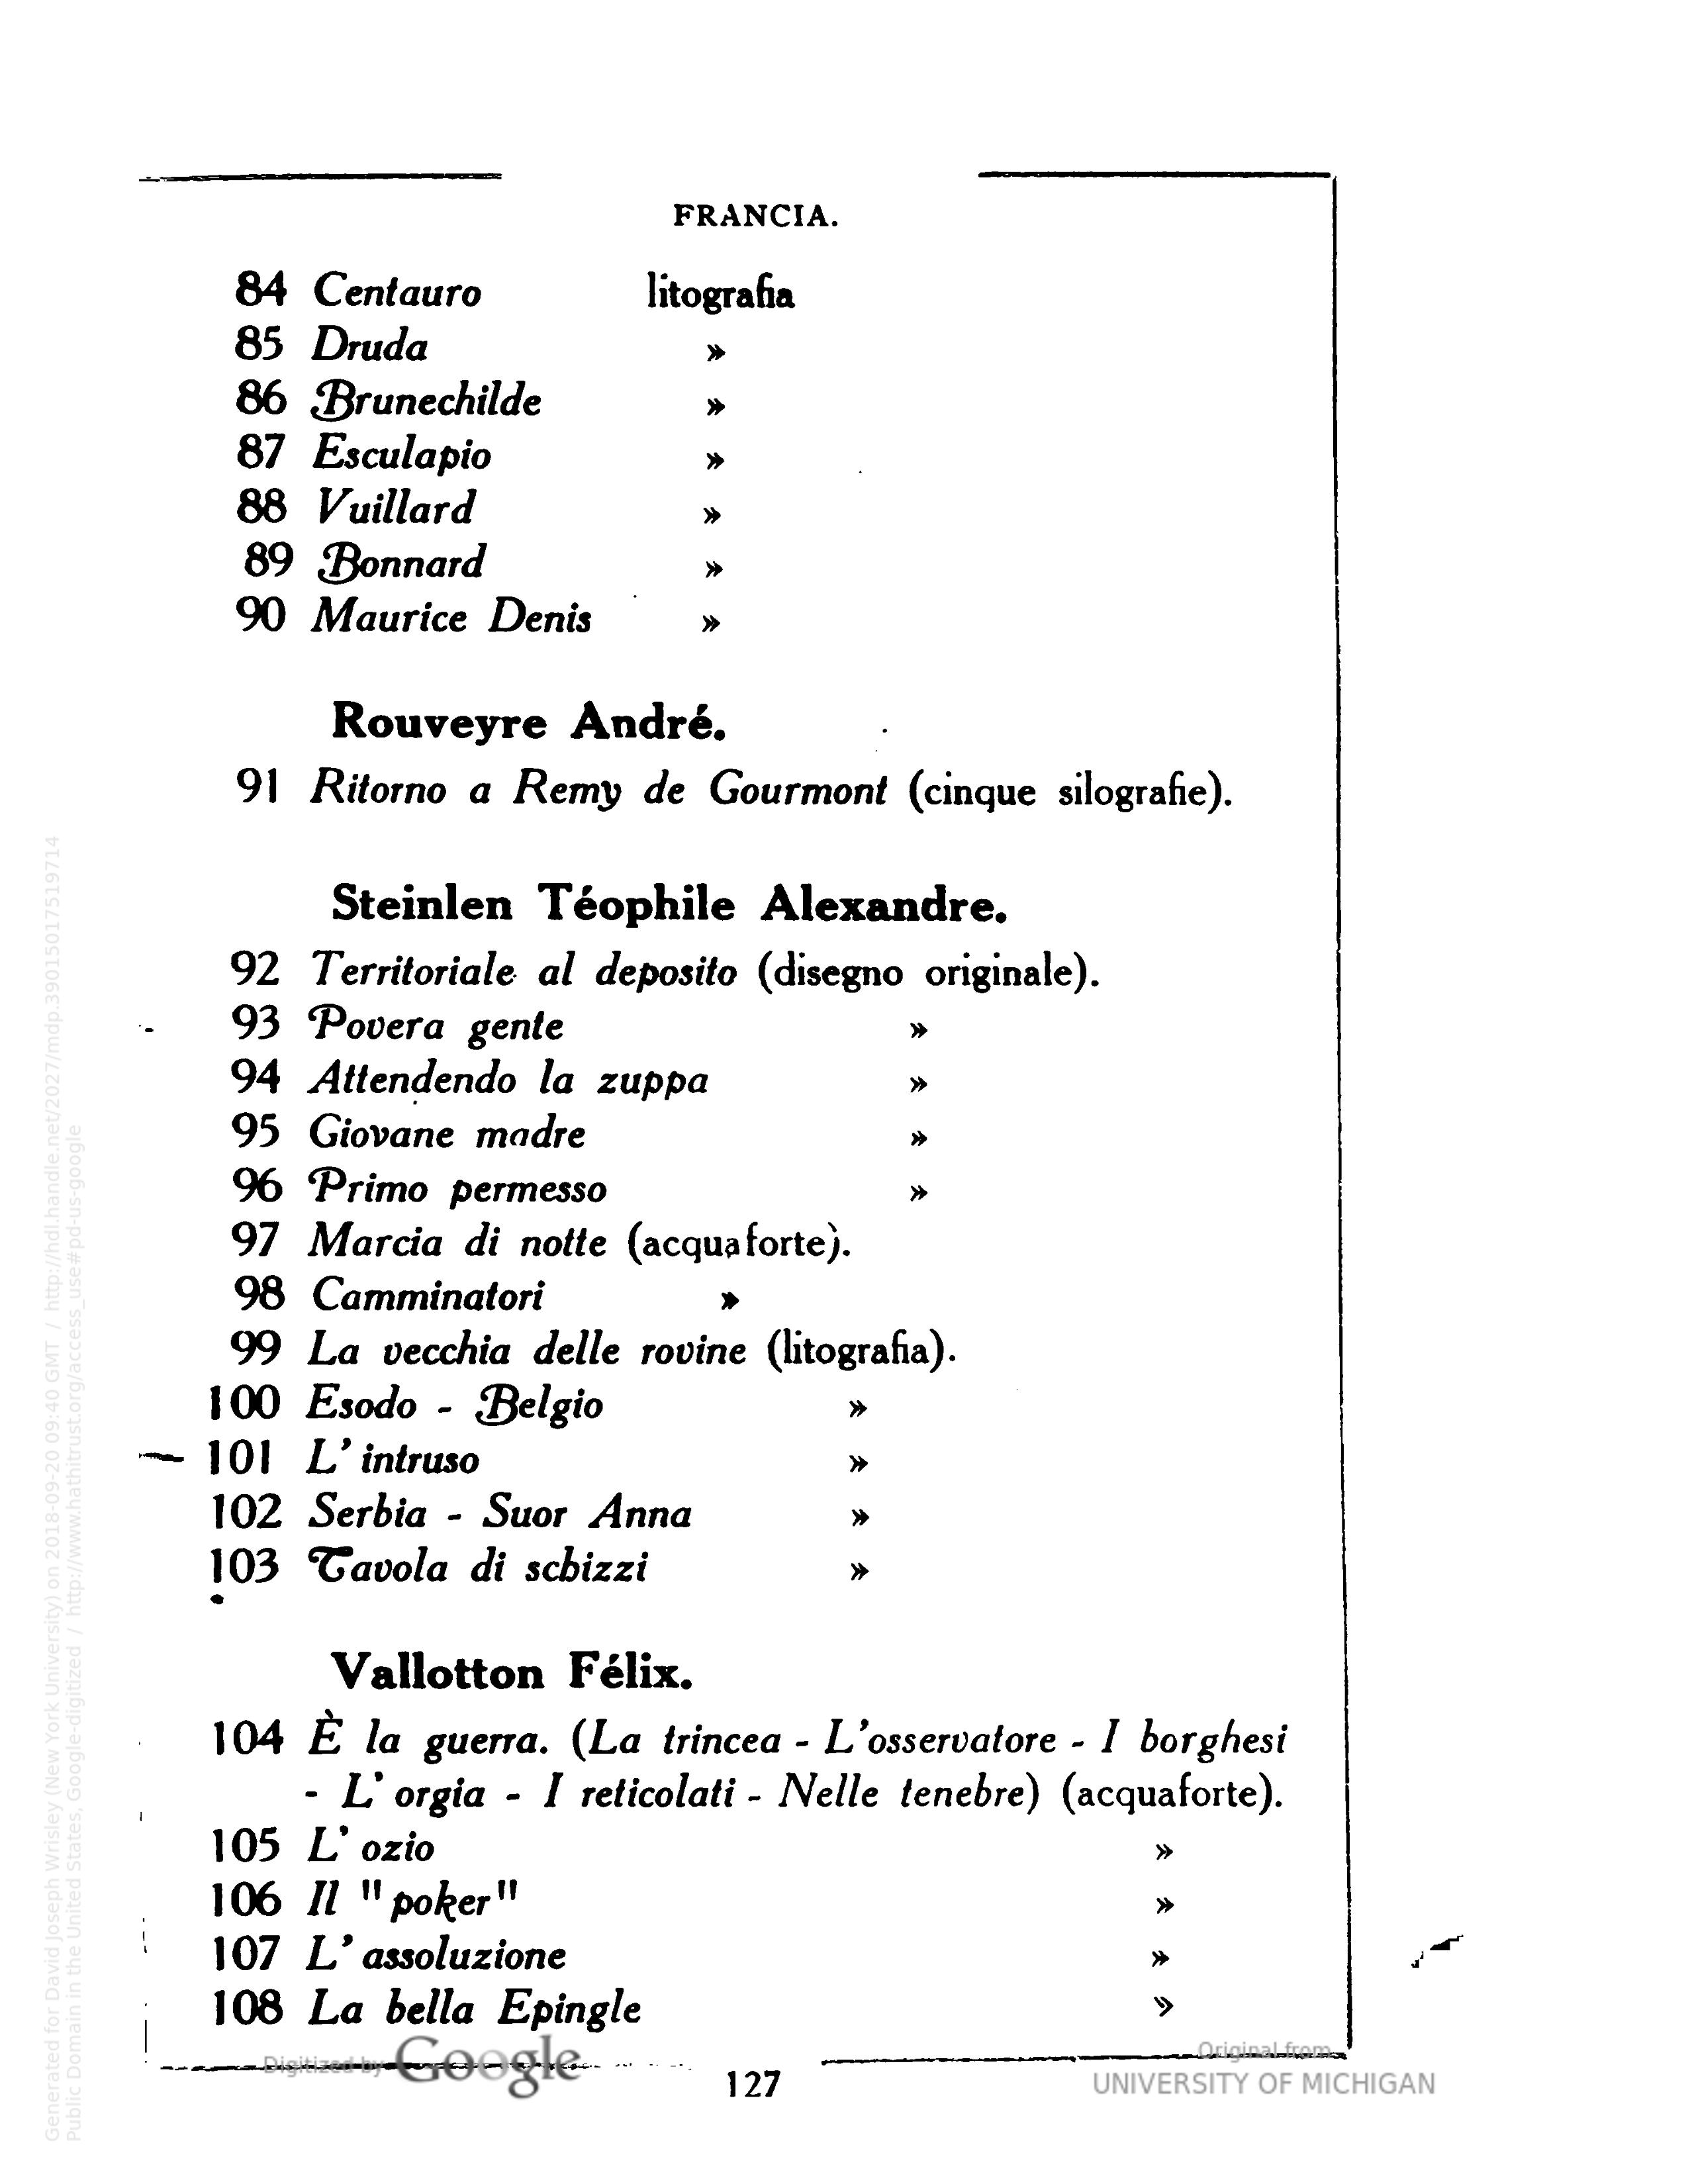 FRANCIA.
84 Centauro litografia
85 Druda »
86 Brunechilde »
87 Esculapio »
88 Vuillard »
89 Bonnard »
90 Maurice Denis »
Rouveyre André.
91 Ritorno a Remy de Gourmont (cinque silografie).
Steinlen Téophile Alexandre.
92 Territoriale al deposito (disegno originale).
93 Povera gente »
94 Attendendo la zuppa »
95 Giovane madre »
96 Primo permesso »
97 Marcia di notte (acquaforte).
98 Camminatori »
99 La vecchia delle rovine (litografia).
100 Esodo - Belgio »
101 L' intruso »
102 Serbia - Suor Anna »
103 Tavola di schizzi »
Vallotton Félix.
104 È la guerra. (La trincea - L'osservatore - I borghesi
- L' orgia - I reticolati - Nelle tenebre) (acquaforte).
105 L' ozio »
106 Il "poker" »
107 L' assoluzione »
108 La bella Epingle »
127
Digitized by Google
Original from
UNIVERSITY OF MICHIGAN
Generated for David Joseph Wrisley (New York University) on 2018-09-20 09:40 GMT / http://hdl.handle.net/2027/mdp.39015017519714
Public Domain in the United States, Google-digitized / http://www.hathitrust.org/access_use#pd-us-google